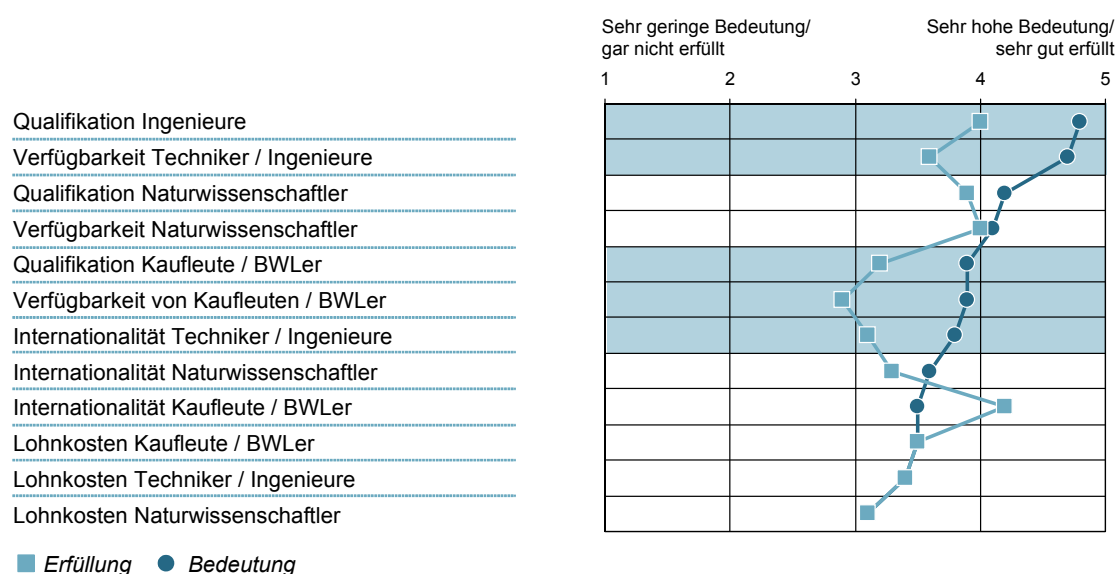 Sehr geringe Bedeutung/
gar nicht erfüllt
Sehr hohe Bedeutung/
sehr gut erfüllt
1 2 3 4 5
Qualifikation Ingenieure
Verfügbarkeit Techniker / Ingenieure
Qualifikation Naturwissenschaftler
Verfügbarkeit Naturwissenschaftler
Qualifikation Kaufleute / BWLer
Verfügbarkeit von Kaufleuten / BWLer
Internationalität Techniker / Ingenieure
Internationalität Naturwissenschaftler
Internationalität Kaufleute / BWLer
Lohnkosten Kaufleute / BWLer
Lohnkosten Techniker / Ingenieure
Lohnkosten Naturwissenschaftler
Erfüllung Bedeutung